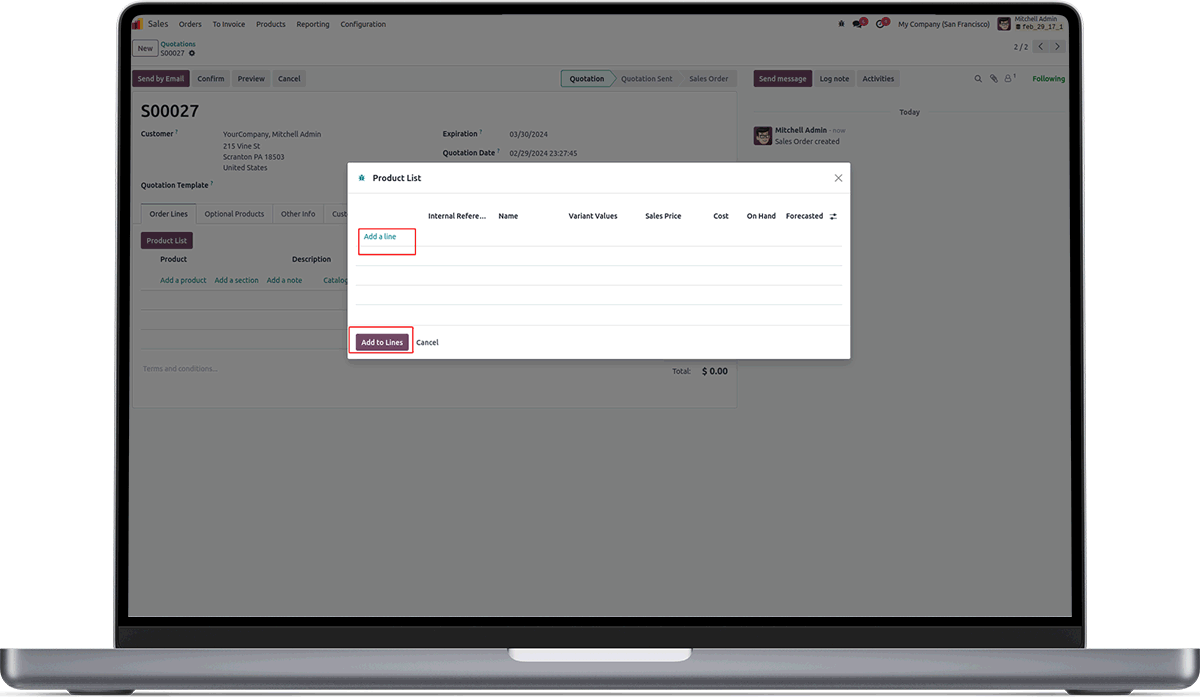 Sales Orders To Invoice Products Reporting Configuration My Company (San Francisco) Mitchell Admin
feb_29_17_1
New Quotations
S00027 2 / 2
Send by Email Confirm Preview Cancel Quotation Quotation Sent Sales Order Send message Log note Activities 1 Following
S00027
Today
Customer ? YourCompany, Mitchell Admin Expiration ? 03/30/2024 Mitchell Admin - now
215 Vine St Sales Order created
Scranton PA 18503 Quotation Date ? 02/29/2024 23:27:45
United States
Quotation Template ?
Order Lines Optional Products Other Info Cust
Product List
Product Description
Add a product Add a section Add a note Catalog
Terms and conditions...
Total: $ 0.00
Product List
Internal Refere... Name Variant Values Sales Price Cost On Hand Forecasted
Add a line
Add to Lines Cancel